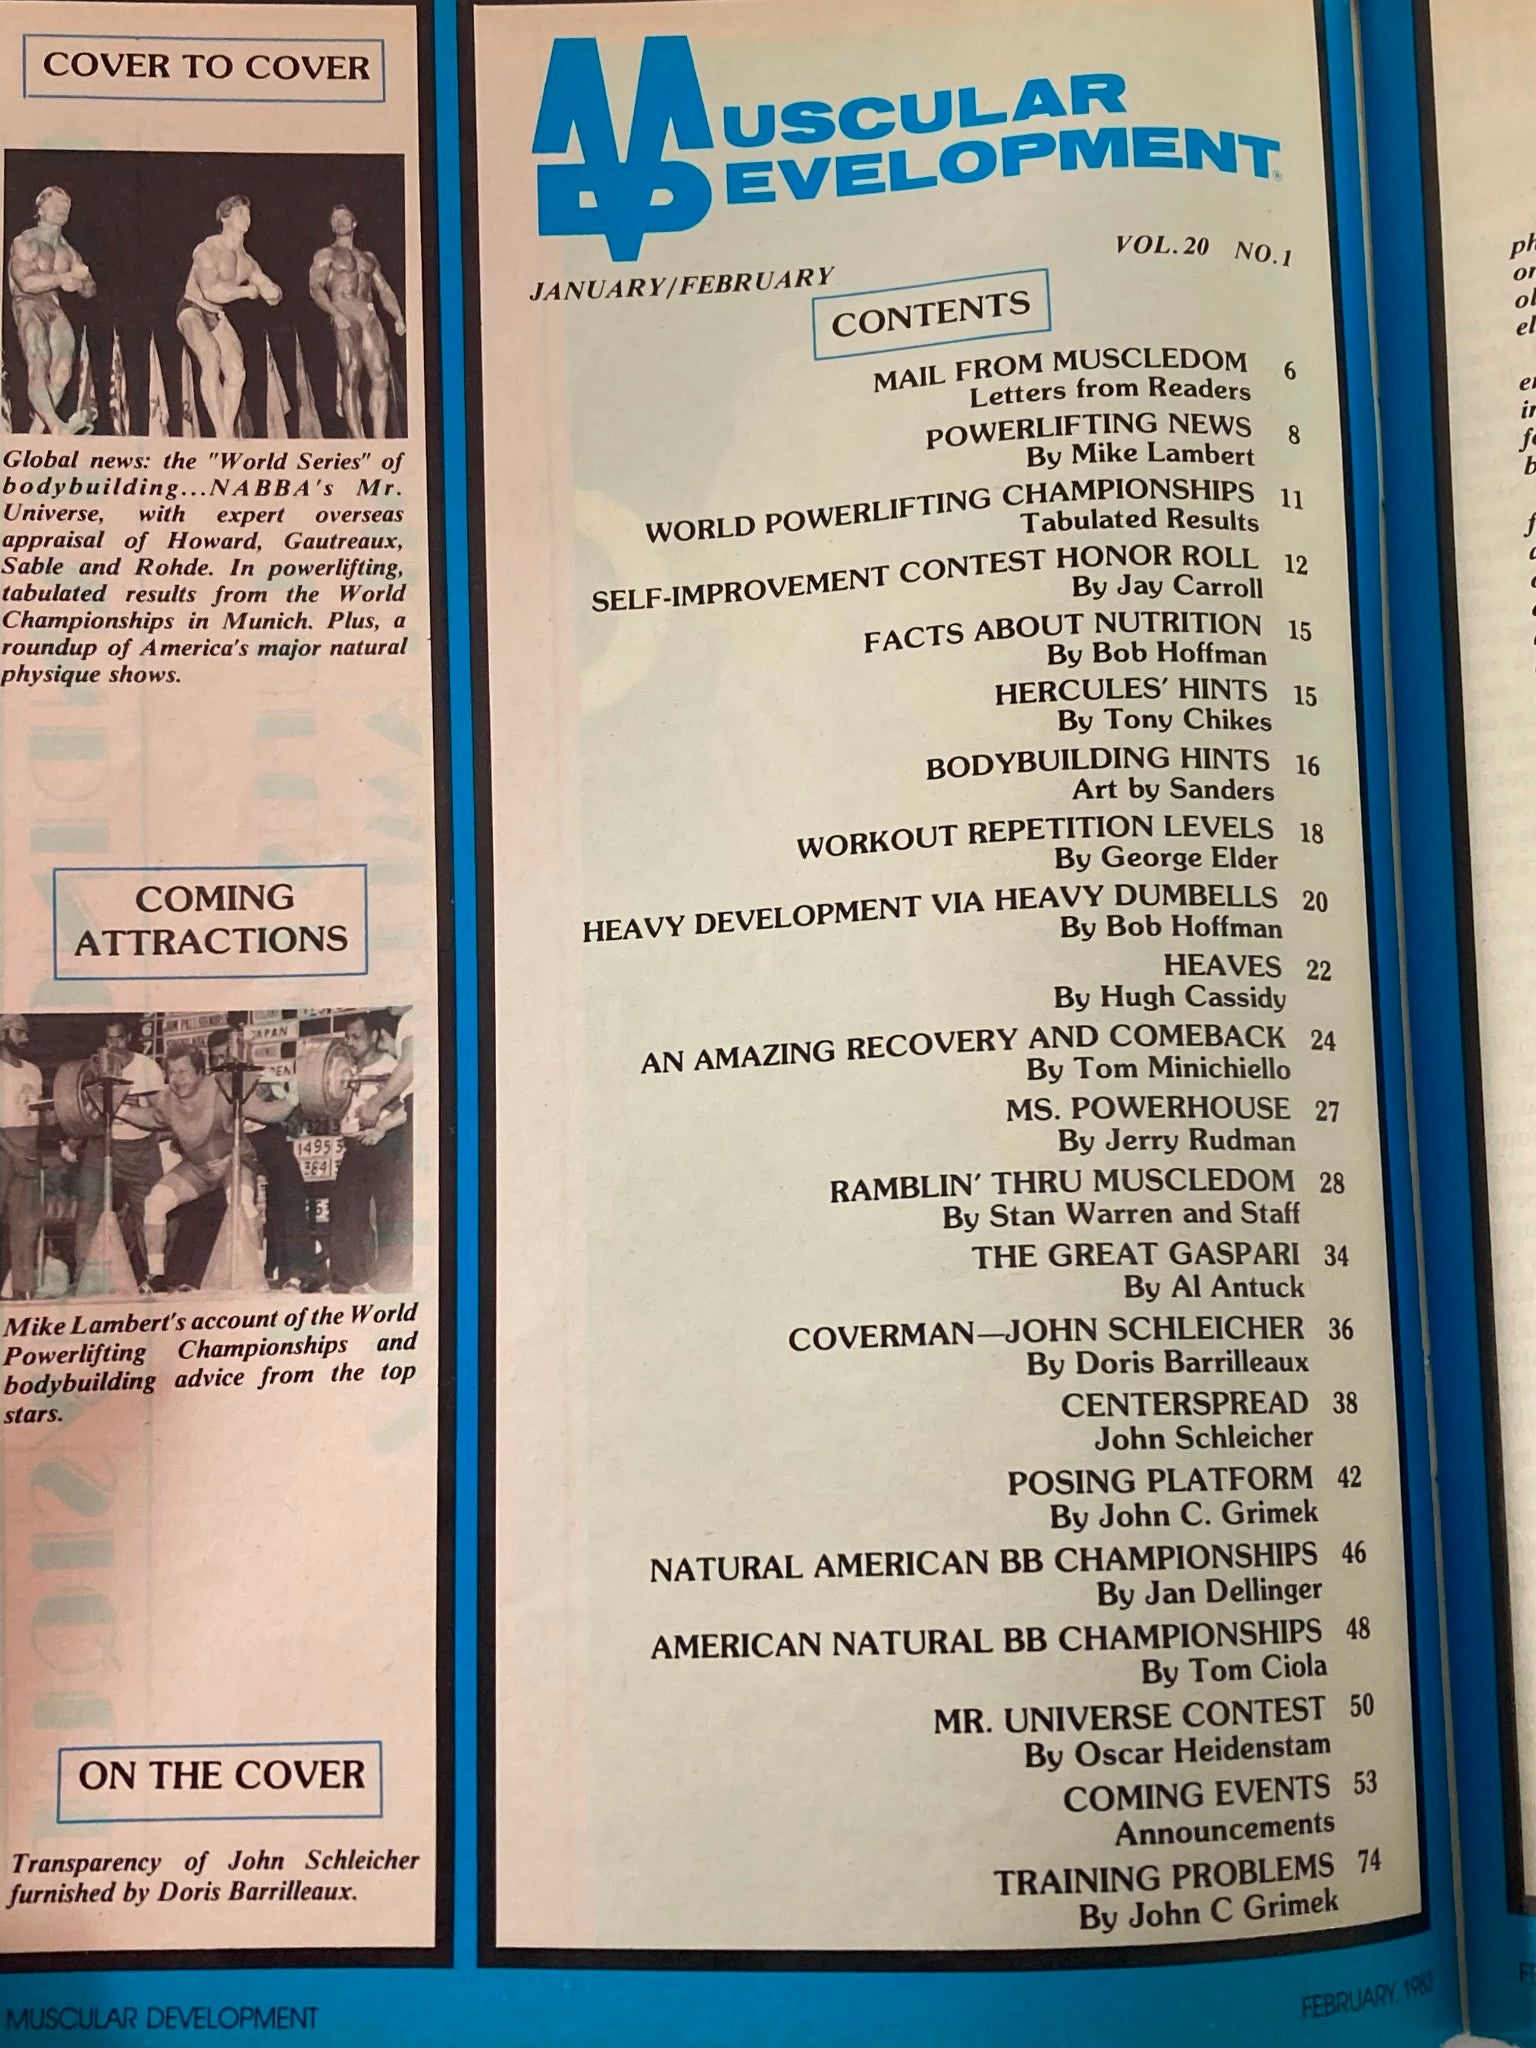 COVER TO COVER
Global news: the "World Series" of
bodybuilding...NABBA's Mr.
Universe, with expert overseas
appraisal of Howard, Gautreaux,
Sable and Rohde. In powerlifting,
tabulated results from the World
Championships in Munich. Plus, a
roundup of America's major natural
physique shows.
COMING
ATTRACTIONS
JAPAN
1495
384
Mike Lambert's account of the World
Powerlifting Championships and
bodybuilding advice from the top
stars.
ON THE COVER
Transparency of John Schleicher
furnished by Doris Barrilleaux.
MUSCULAR DEVELOPMENT
MUSCULAR
DEVELOPMENT®
VOL.20 NO.1
JANUARY/FEBRUARY
CONTENTS
MAIL FROM MUSCLEDOM 6
Letters from Readers
POWERLIFTING NEWS 8
By Mike Lambert
WORLD POWERLIFTING CHAMPIONSHIPS 11
Tabulated Results
SELF-IMPROVEMENT CONTEST HONOR ROLL 12
By Jay Carroll
FACTS ABOUT NUTRITION 15
By Bob Hoffman
HERCULES' HINTS 15
By Tony Chikes
BODYBUILDING HINTS 16
Art by Sanders
WORKOUT REPETITION LEVELS 18
By George Elder
HEAVY DEVELOPMENT VIA HEAVY DUMBELLS 20
By Bob Hoffman
HEAVES 22
By Hugh Cassidy
AN AMAZING RECOVERY AND COMEBACK 24
By Tom Minichiello
MS. POWERHOUSE 27
By Jerry Rudman
RAMBLIN' THRU MUSCLEDOM 28
By Stan Warren and Staff
THE GREAT GASPARI 34
By Al Antuck
COVERMAN—JOHN SCHLEICHER 36
By Doris Barrilleaux
CENTERSPREAD 38
John Schleicher
POSING PLATFORM 42
By John C. Grimek
NATURAL AMERICAN BB CHAMPIONSHIPS 46
By Jan Dellinger
AMERICAN NATURAL BB CHAMPIONSHIPS 48
By Tom Ciola
MR. UNIVERSE CONTEST 50
By Oscar Heidenstam
COMING EVENTS 53
Announcements
TRAINING PROBLEMS 74
By John C Grimek
FEBRUARY, 1983